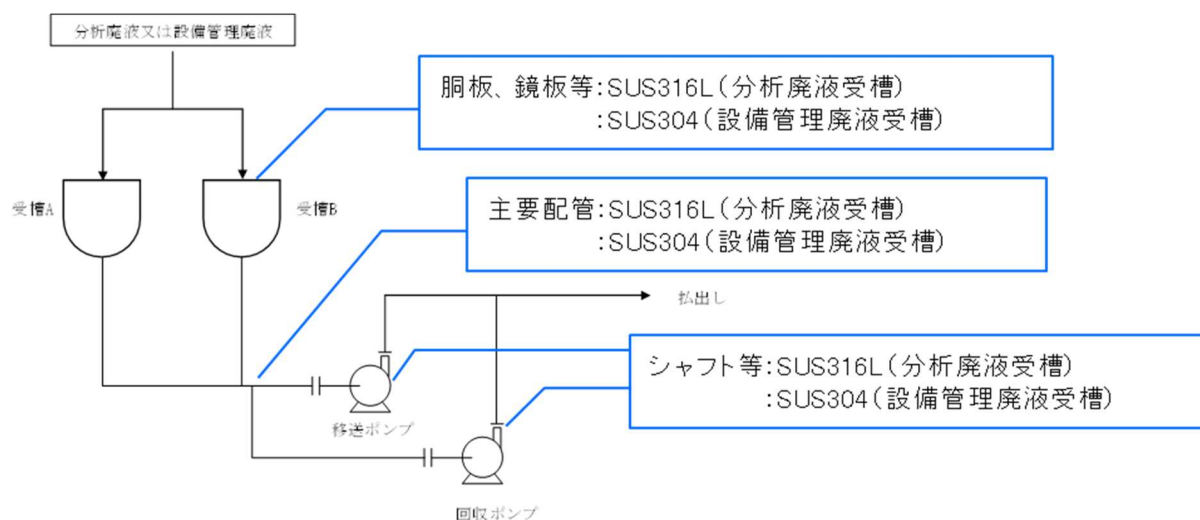 分析廃液又は設備管理廃液
胴板、鏡板等:SUS316L(分析廃液受槽)
:SUS304(設備管理廃液受槽)
受槽A
受槽B
主要配管:SUS316L(分析廃液受槽)
:SUS304(設備管理廃液受槽)
払出し
シャフト等:SUS316L(分析廃液受槽)
:SUS304(設備管理廃液受槽)
移送ポンプ
回収ポンプ